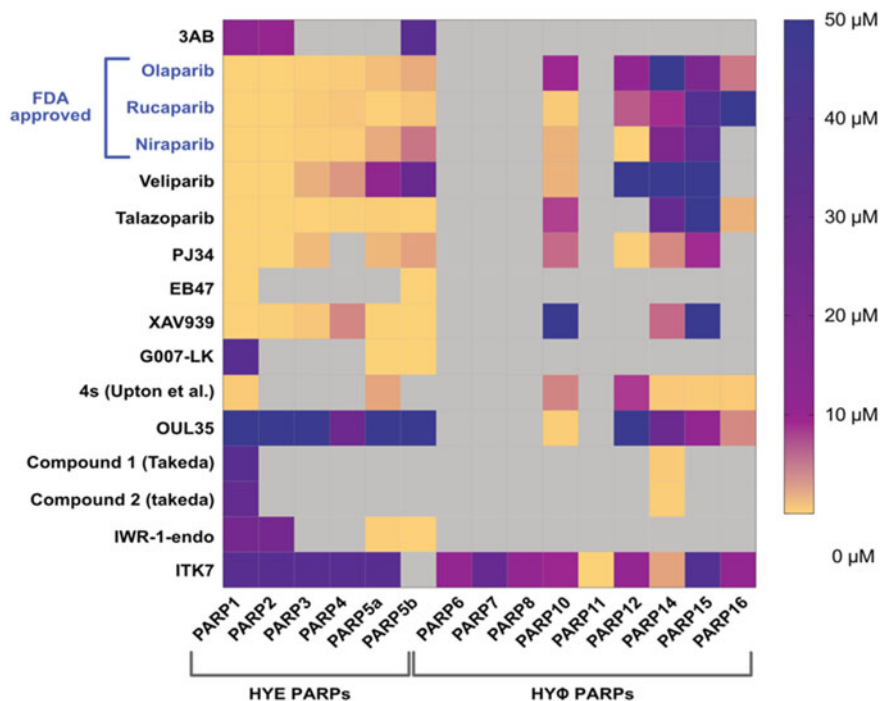 3AB
Olaparib
FDA
approved
Rucaparib
Niraparib
Veliparib
Talazoparib
PJ34
EB47
XAV939
G007-LK
4s (Upton et al.)
OUL35
Compound 1 (Takeda)
Compound 2 (takeda)
IWR-1-endo
ITK7
50 µM
40 µM
30 µM
20 µM
10 µM
0 µM
PARP1
PARP2
PARP3
PARP4
PARP5a
PARP5b
PARP6
PARP7
PARP8
PARP10
PARP11
PARP12
PARP14
PARP15
PARP16
HYE PARPs
HYΦ PARPs